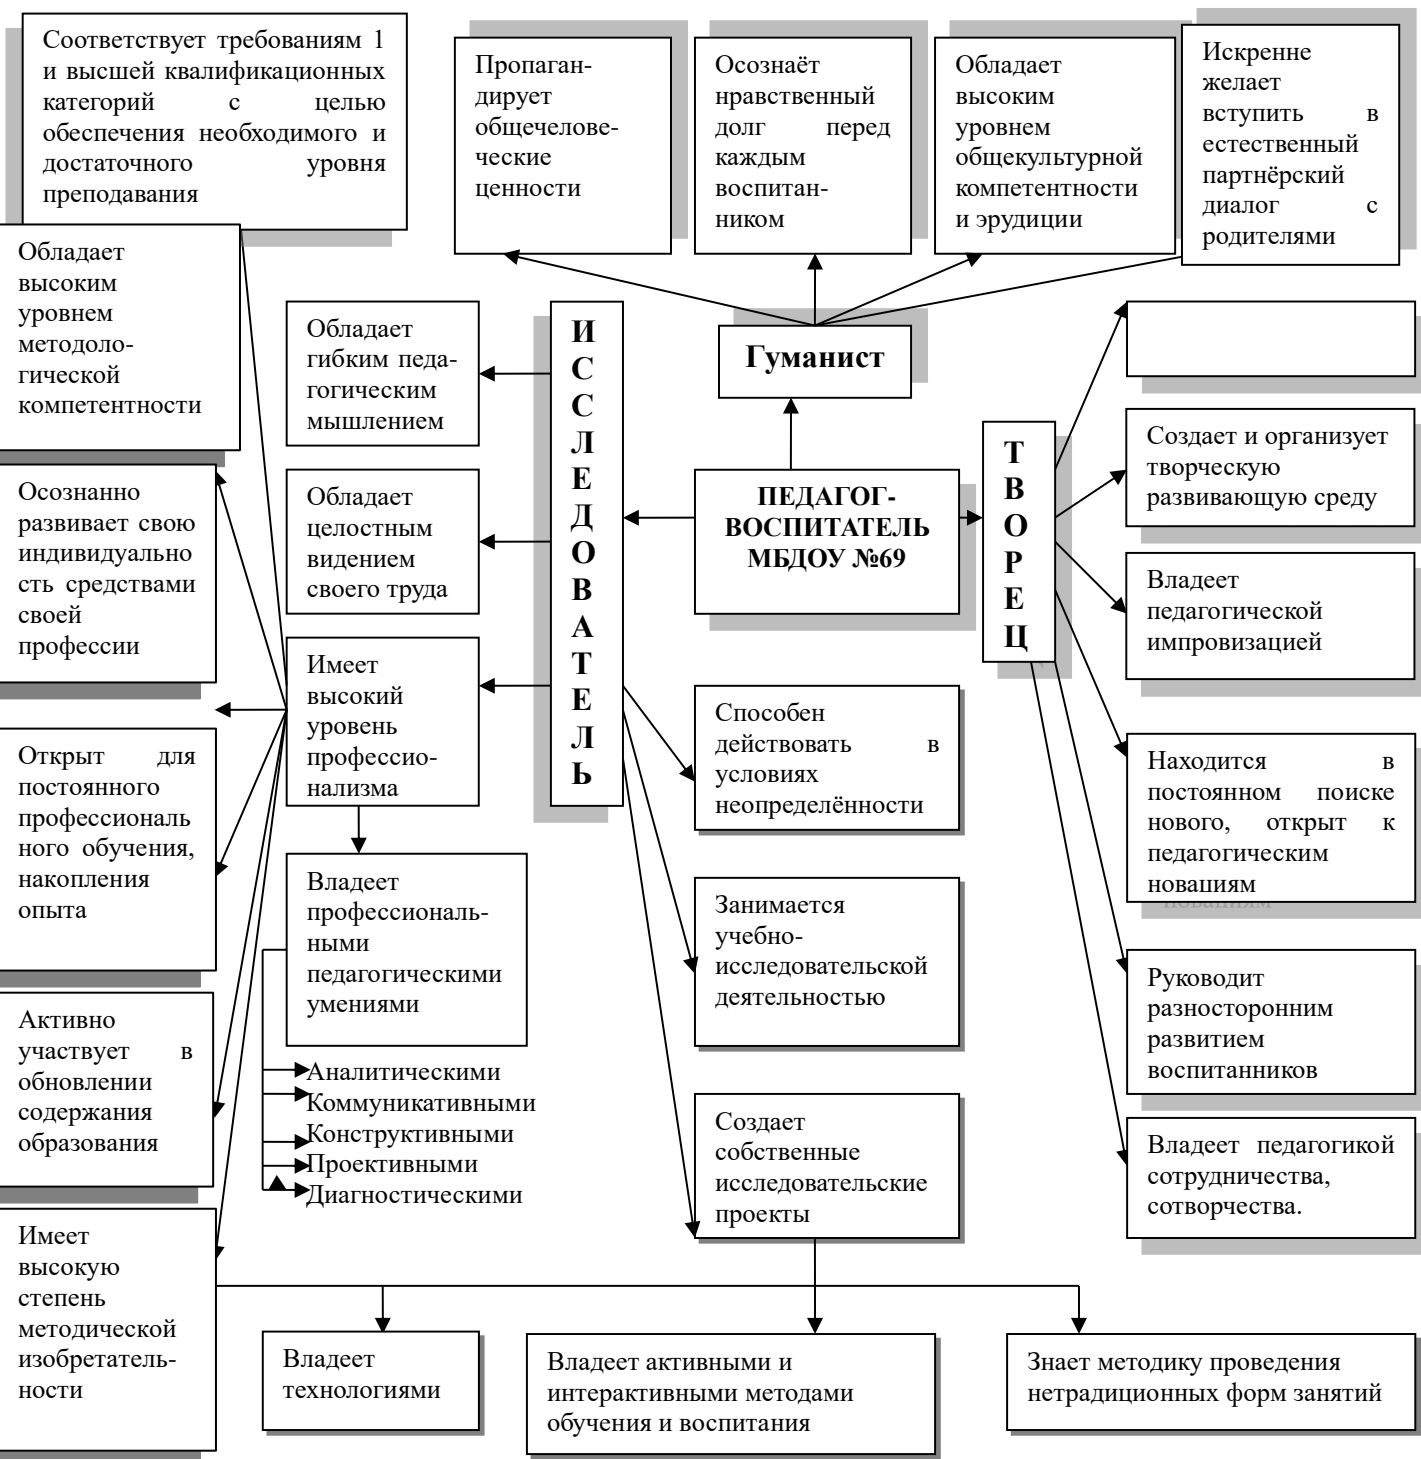 Соответствует требованиям 1
и высшей квалификационных
категорий с целью
обеспечения необходимого и
достаточного уровня
преподавания
Пропаган-
дирует
общечелове-
ческие
ценности
Осознаёт
нравственный
долг перед
каждым
воспитан-
ником
Обладает
высоким
уровнем
общекультурной
компетентности
и эрудиции
Искренне
желает
вступить в
естественный
партнёрский
диалог с
родителями
Обладает
высоким
уровнем
методоло-
гической
компетентности
Обладает
гибким педа-
гогическим
мышлением
И
С
С
Л
Е
Д
О
В
А
Т
Е
Л
Ь
Гуманист
Т
В
О
Р
Е
Ц
Создает и организует
творческую
развивающую среду
Осознанно
развивает свою
индивидуально
сть средствами
своей
профессии
Обладает
целостным
видением
своего труда
ПЕДАГОГ-
ВОСПИТАТЕЛЬ
МБДОУ №69
Владеет
педагогической
импровизацией
Имеет
высокий
уровень
профессио-
нализма
Способен
действовать в
условиях
неопределённости
Находится в
постоянном поиске
нового, открыт к
педагогическим
новациям
новациям
Открыт для
постоянного
профессиональ
ного обучения,
накопления
опыта
Владеет
профессиональ-
ными
педагогическими
умениями
Занимается
учебно-
исследовательской
деятельностью
Руководит
разносторонним
развитием
воспитанников
Активно
участвует в
обновлении
содержания
образования
Аналитическими
Коммуникативными
Конструктивными
Проективными
Диагностическими
Создает
собственные
исследовательские
проекты
Владеет педагогикой
сотрудничества,
сотворчества.
Имеет
высокую
степень
методической
изобретатель-
ности
Владеет
технологиями
Владеет активными и
интерактивными методами
обучения и воспитания
Знает методику проведения
нетрадиционных форм занятий